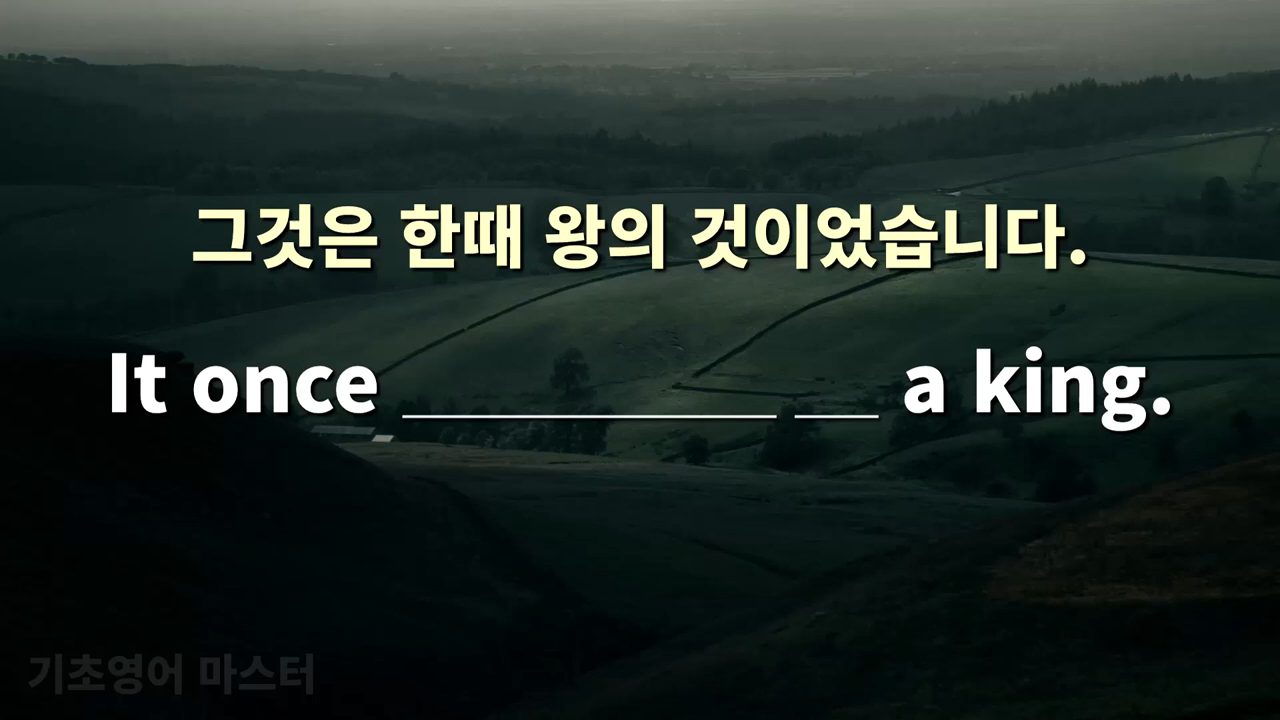 그것은 한때 왕의 것이었습니다.
It once _________ __ a king.
기초영어 마스터